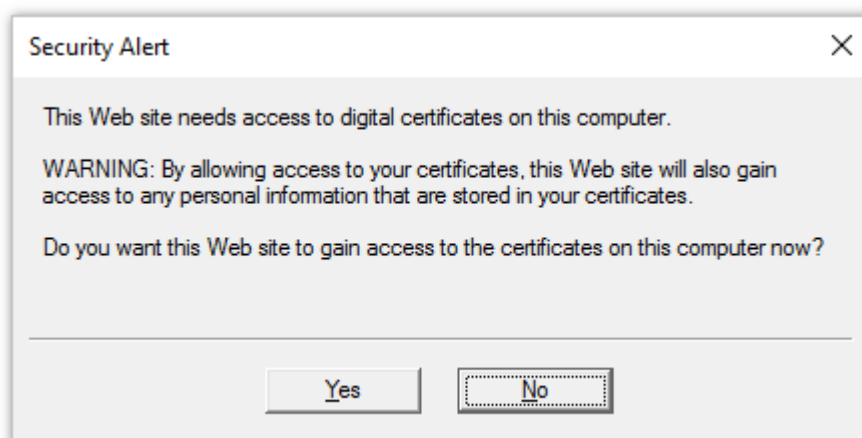 Security Alert
This Web site needs access to digital certificates on this computer.
WARNING: By allowing access to your certificates, this Web site will also gain
access to any personal information that are stored in your certificates.
Do you want this Web site to gain access to the certificates on this computer now?
Yes
No